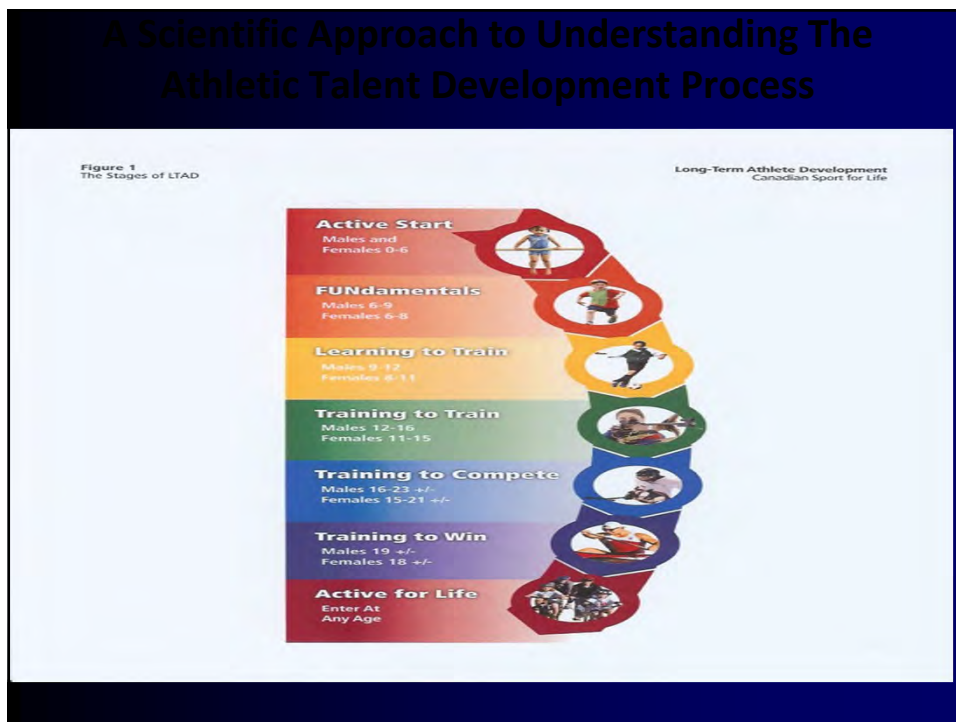 A Scientific Approach to Understanding The
Athletic Talent Development Process
Figure 1
The Stages of LTAD
Long-Term Athlete Development
Canadian Sport for Life
Active Start
Males and
Females 0-6
FUNdamentals
Males 6-9
Females 6-8
Learning to Train
Males 9-12
Females 8-11
Training to Train
Males 12-16
Females 11-15
Training to Compete
Males 16-23 +/-
Females 15-21 +/-
Training to Win
Males 19 +/-
Females 18 +/-
Active for Life
Enter At
Any Age